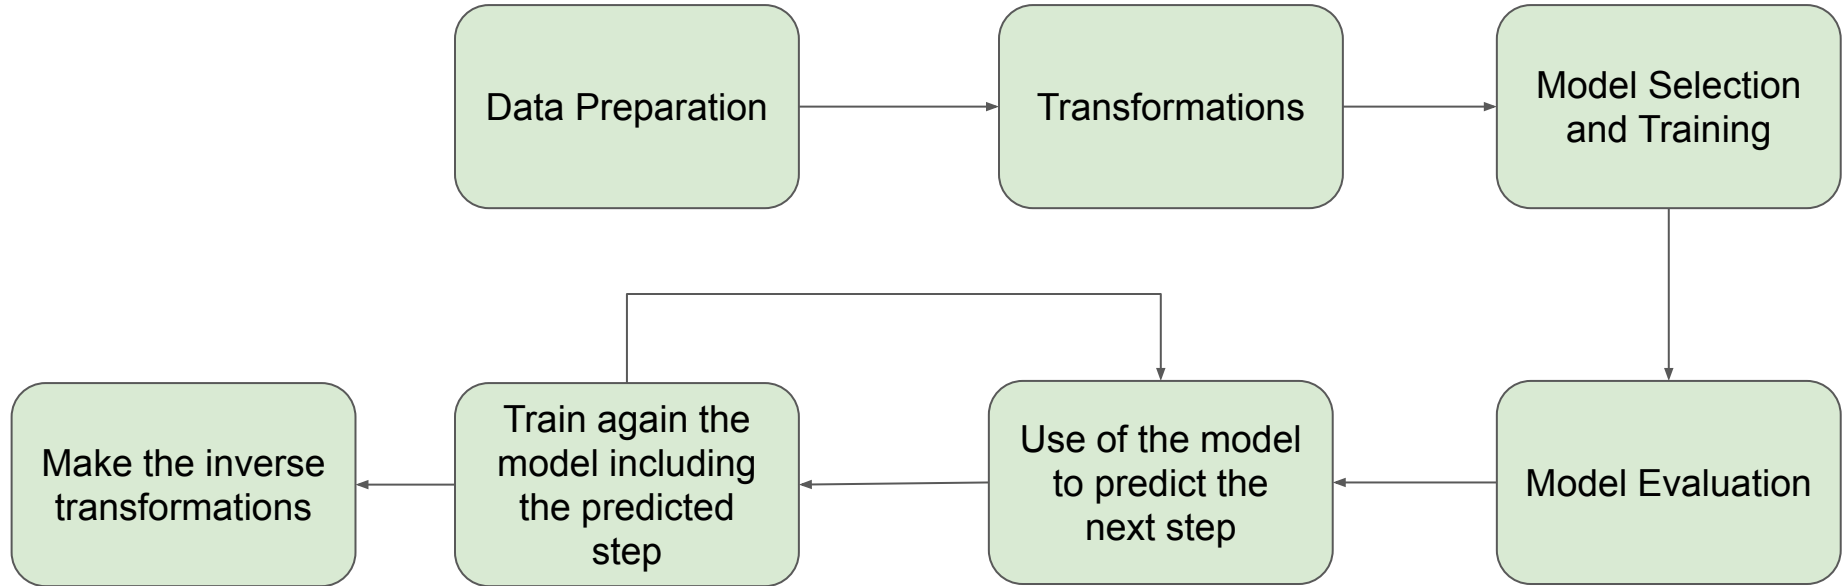 Data Preparation
Transformations
Model Selection
and Training
Make the inverse
transformations
Train again the
model including
the predicted
step
Use of the model
to predict the
next step
Model Evaluation